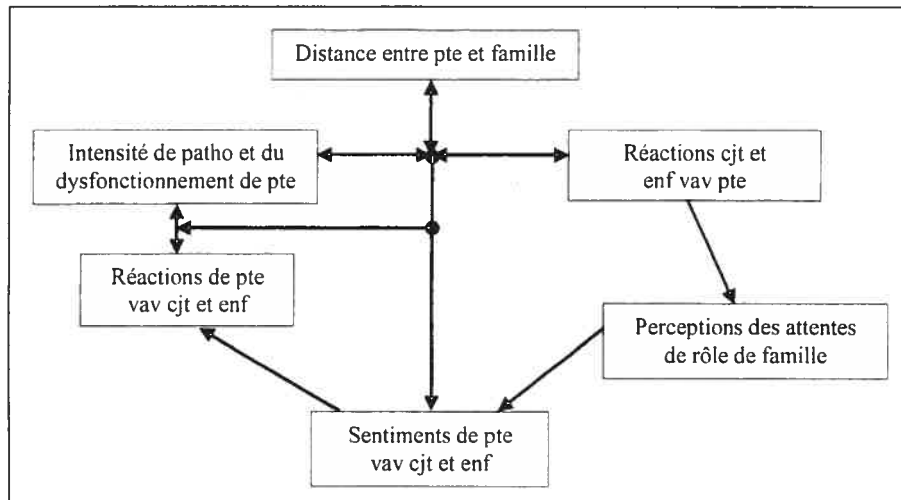 Distance entre pte et famille
Intensité de patho et du
dysfonctionnement de pte
Réactions cjt et
enf vav pte
Réactions de pte
vav cjt et enf
Perceptions des attentes
de rôle de famille
Sentiments de pte
vav cjt et enf